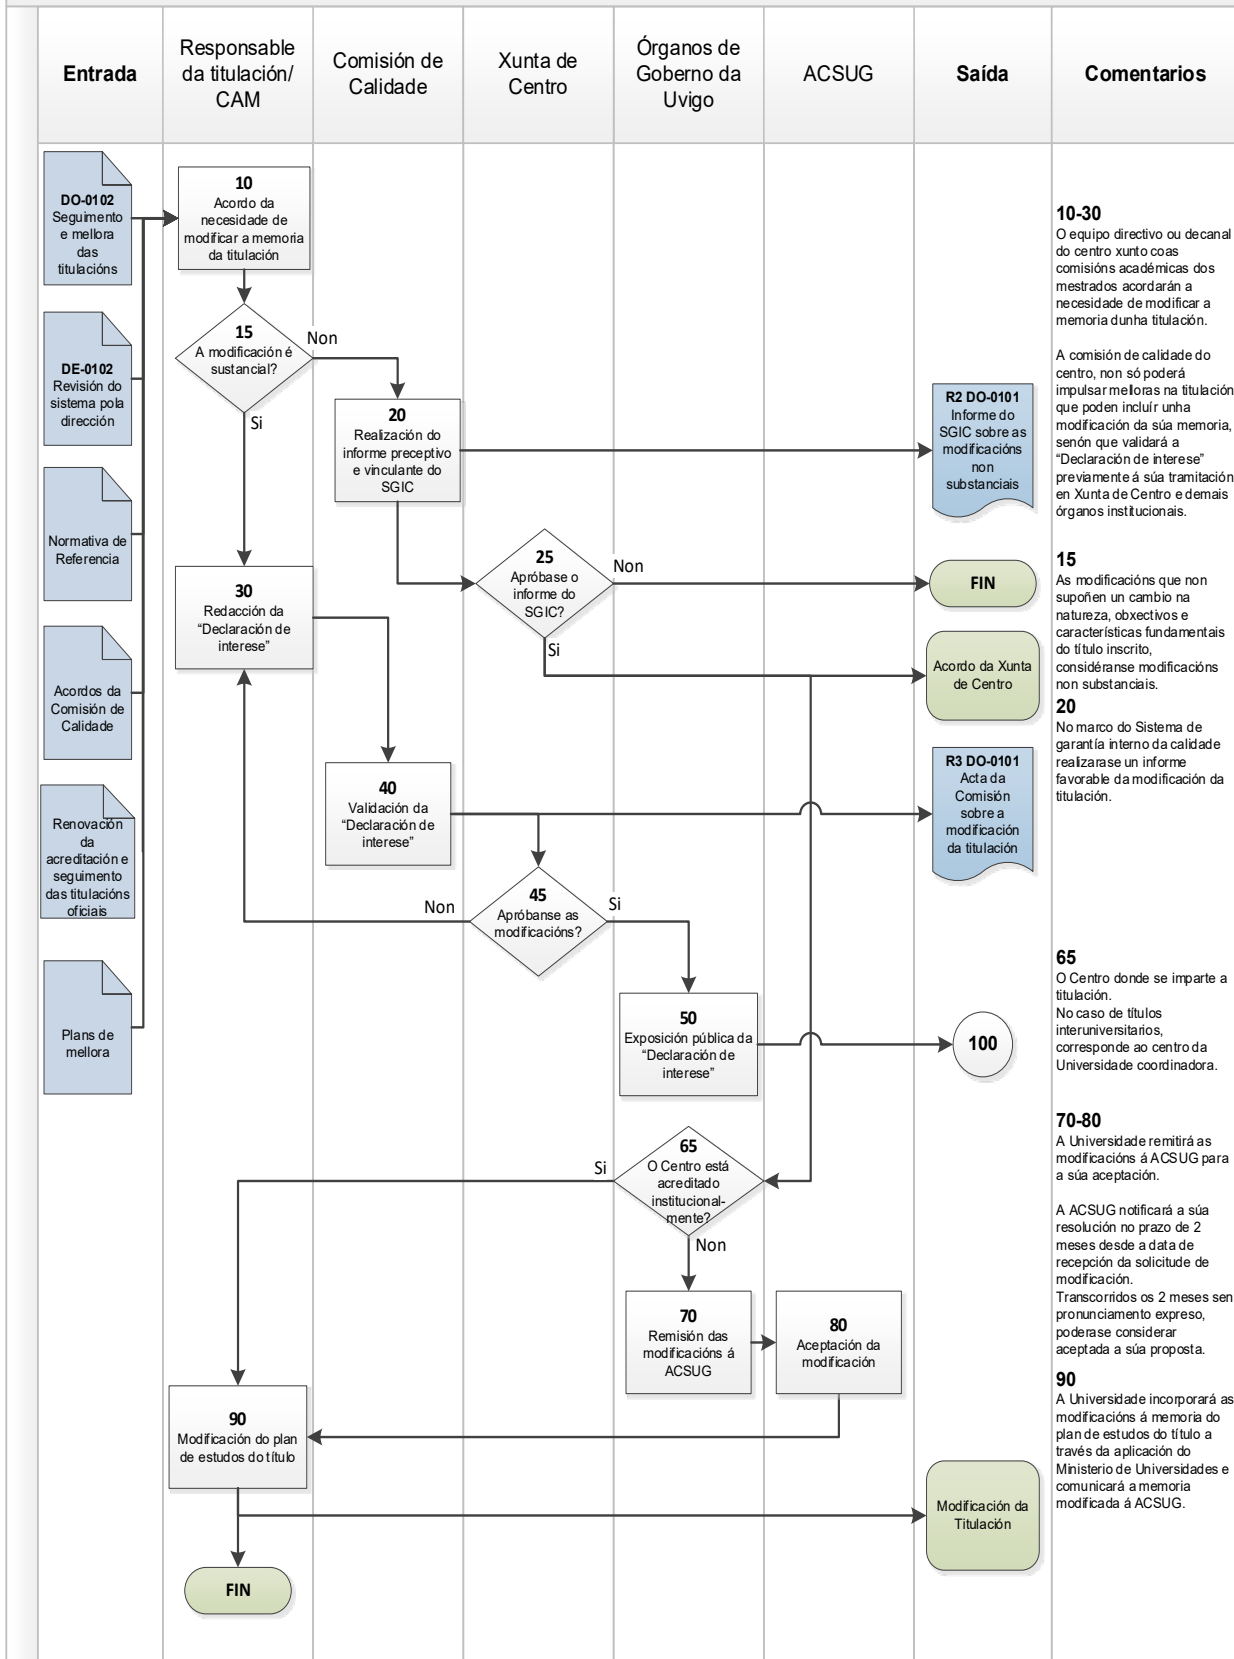 Entrada
Responsable
da titulación/
CAM
Comisión de
Calidade
Xunta de
Centro
Órganos de
Goberno da
Uvigo
ACSUG
Saída
Comentarios
DO-0102
Seguimento
e mellora
das
titulacións
DE-0102
Revisión do
sistema pola
dirección
Normativa de
Referencia
Acordos da
Comisión de
Calidade
Renovación
da
acreditación e
seguimento
das titulacións
oficiais
Plans de
mellora
10
Acordo da
necesidade de
modificar a memoria
da titulación
15
A modificación é
sustancial?
Non
Si
20
Realización do
informe preceptivo
e vinculante do
SGIC
R2 DO-0101
Informe do
SGIC sobre as
modificacións
non
substanciais
25
Apróbase o
informe do
SGIC?
Non
Si
FIN
Acordo da Xunta
de Centro
30
Redacción da
“Declaración de
interese”
40
Validación da
“Declaración de
interese”
R3 DO-0101
Acta da
Comisión
sobre a
modificación
da titulación
45
Apróbanse as
modificacións?
Non
Si
50
Exposición pública da
“Declaración de
interese”
100
65
O Centro está
acreditado
institucional-
mente?
Si
Non
70
Remisión das
modificacións á
ACSUG
80
Aceptación da
modificación
90
Modificación do plan
de estudos do título
Modificación da
Titulación
FIN
10-30
O equipo directivo ou decanal
do centro xunto coas
comisións académicas dos
mestrados acordarán a
necesidade de modificar a
memoria dunha titulación.
A comisión de calidade do
centro, non só poderá
impulsar melloras na titulación
que poden incluír unha
modificación da súa memoria,
senón que validará a
“Declaración de interese”
previamente á súa tramitación
en Xunta de Centro e demais
órganos institucionais.
15
As modificacións que non
supoñen un cambio na
natureza, obxectivos e
características fundamentais
do título inscrito,
considéranse modificacións
non substanciais.
20
No marco do Sistema de
garantía interno da calidade
realizarase un informe
favorable da modificación da
titulación.
65
O Centro donde se imparte a
titulación.
No caso de títulos
interuniversitarios,
corresponde ao centro da
Universidade coordinadora.
70-80
A Universidade remitirá as
modificacións á ACSUG para
a súa aceptación.
A ACSUG notificará a súa
resolución no prazo de 2
meses desde a data de
recepción da solicitude de
modificación.
Transcorridos os 2 meses sen
pronunciamento expreso,
poderase considerar
aceptada a súa proposta.
90
A Universidade incorporará as
modificacións á memoria do
plan de estudos do título a
través da aplicación do
Ministerio de Universidades e
comunicará a memoria
modificada á ACSUG.